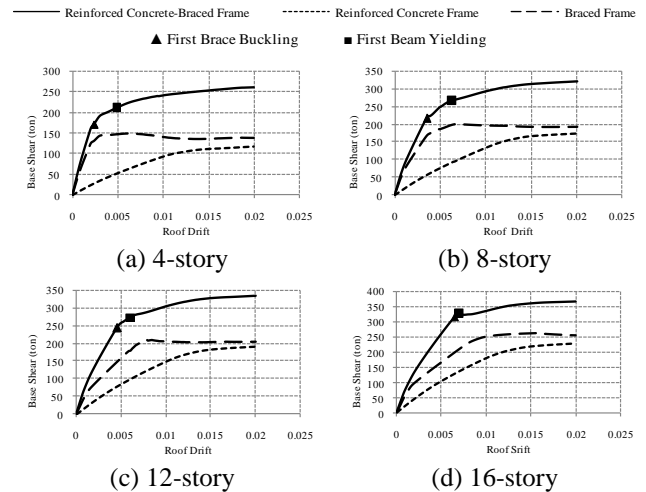 Reinforced Concrete-Braced Frame Reinforced Concrete Frame Braced Frame
First Brace Buckling First Beam Yielding
300
250
200
150
100
50
0
Base Shear (ton)
0 0.005 0.01 0.015 0.02 0.025
Roof Drift
(a) 4-story
350
300
250
200
150
100
50
0
Base Shear (ton)
0 0.005 0.01 0.015 0.02 0.025
Roof Drift
(b) 8-story
350
300
250
200
150
100
50
0
Base Shear (ton)
0 0.005 0.01 0.015 0.02 0.025
Roof Drift
(c) 12-story
400
350
300
250
200
150
100
50
0
Base Shear (ton)
0 0.005 0.01 0.015 0.02 0.025
Roof Srift
(d) 16-story